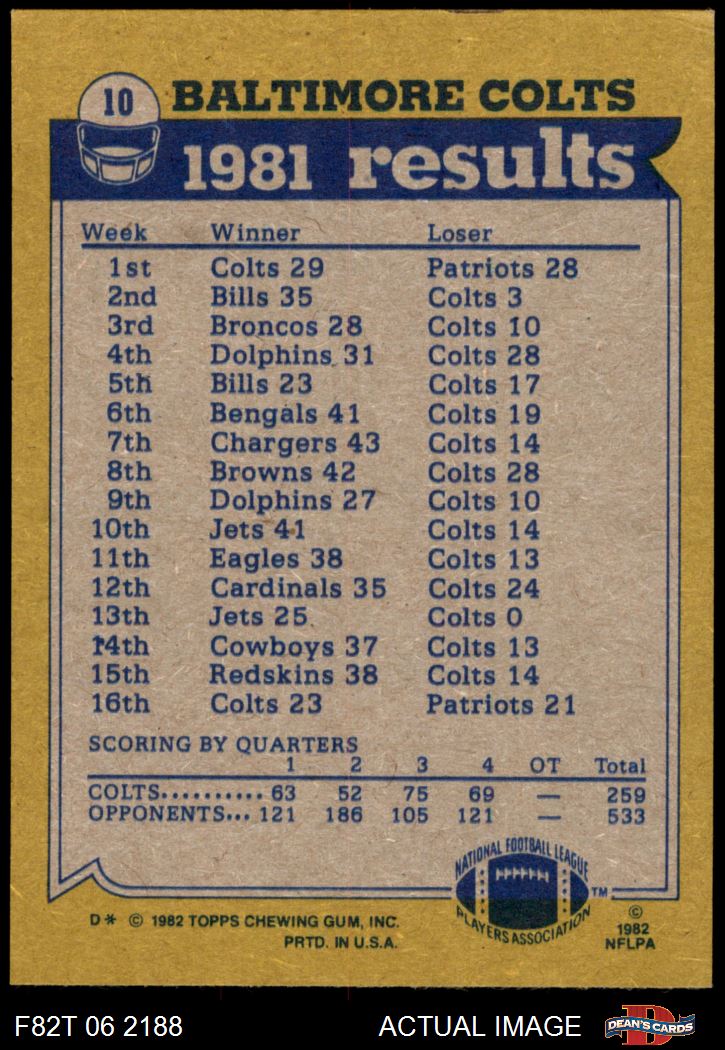 10
BALTIMORE COLTS
1981 results
Week Winner Loser
1st Colts 29 Patriots 28
2nd Bills 35 Colts 3
3rd Broncos 28 Colts 10
4th Dolphins 31 Colts 28
5th Bills 23 Colts 17
6th Bengals 41 Colts 19
7th Chargers 43 Colts 14
8th Browns 42 Colts 28
9th Dolphins 27 Colts 10
10th Jets 41 Colts 14
11th Eagles 38 Colts 13
12th Cardinals 35 Colts 24
13th Jets 25 Colts 0
14th Cowboys 37 Colts 13
15th Redskins 38 Colts 14
16th Colts 23 Patriots 21
SCORING BY QUARTERS
1 2 3 4 OT Total
COLTS.......... 63 52 75 69 — 259
OPPONENTS... 121 186 105 121 — 533
NATIONAL FOOTBALL LEAGUE
PLAYERS ASSOCIATION
TM
D* © 1982 TOPPS CHEWING GUM, INC.
PRTD. IN U.S.A.
©
1982
NFLPA
F82T 06 2188 ACTUAL IMAGE
D
DEAN'S CARDS